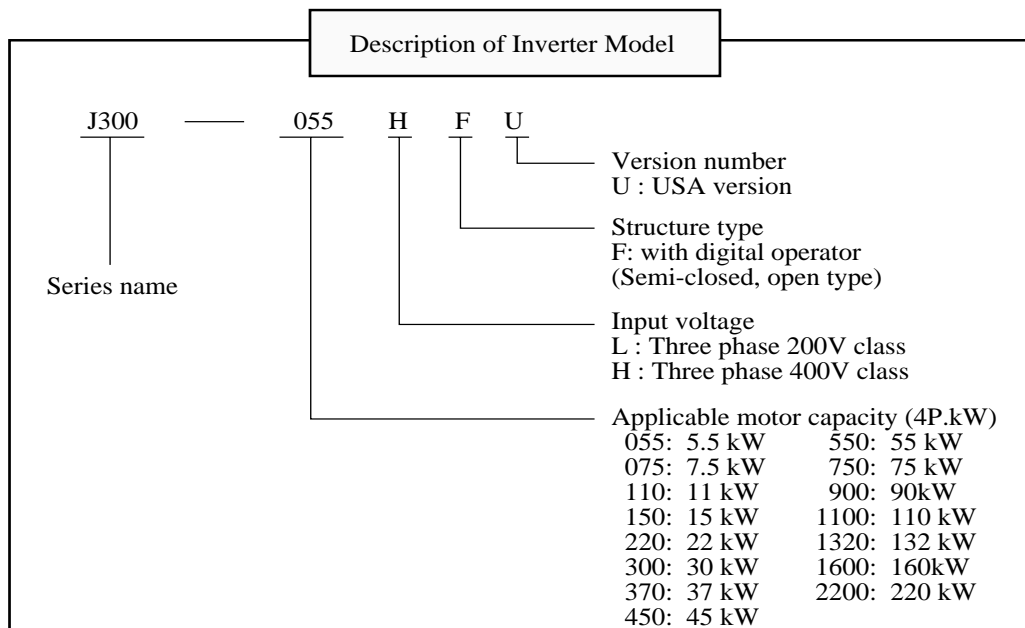 Description of Inverter Model
J300 — 055 H F U
Version number
U : USA version
Structure type
F: with digital operator
(Semi-closed, open type)
Series name
Input voltage
L : Three phase 200V class
H : Three phase 400V class
Applicable motor capacity (4P.kW)
055: 5.5 kW 550: 55 kW
075: 7.5 kW 750: 75 kW
110: 11 kW 900: 90kW
150: 15 kW 1100: 110 kW
220: 22 kW 1320: 132 kW
300: 30 kW 1600: 160kW
370: 37 kW 2200: 220 kW
450: 45 kW